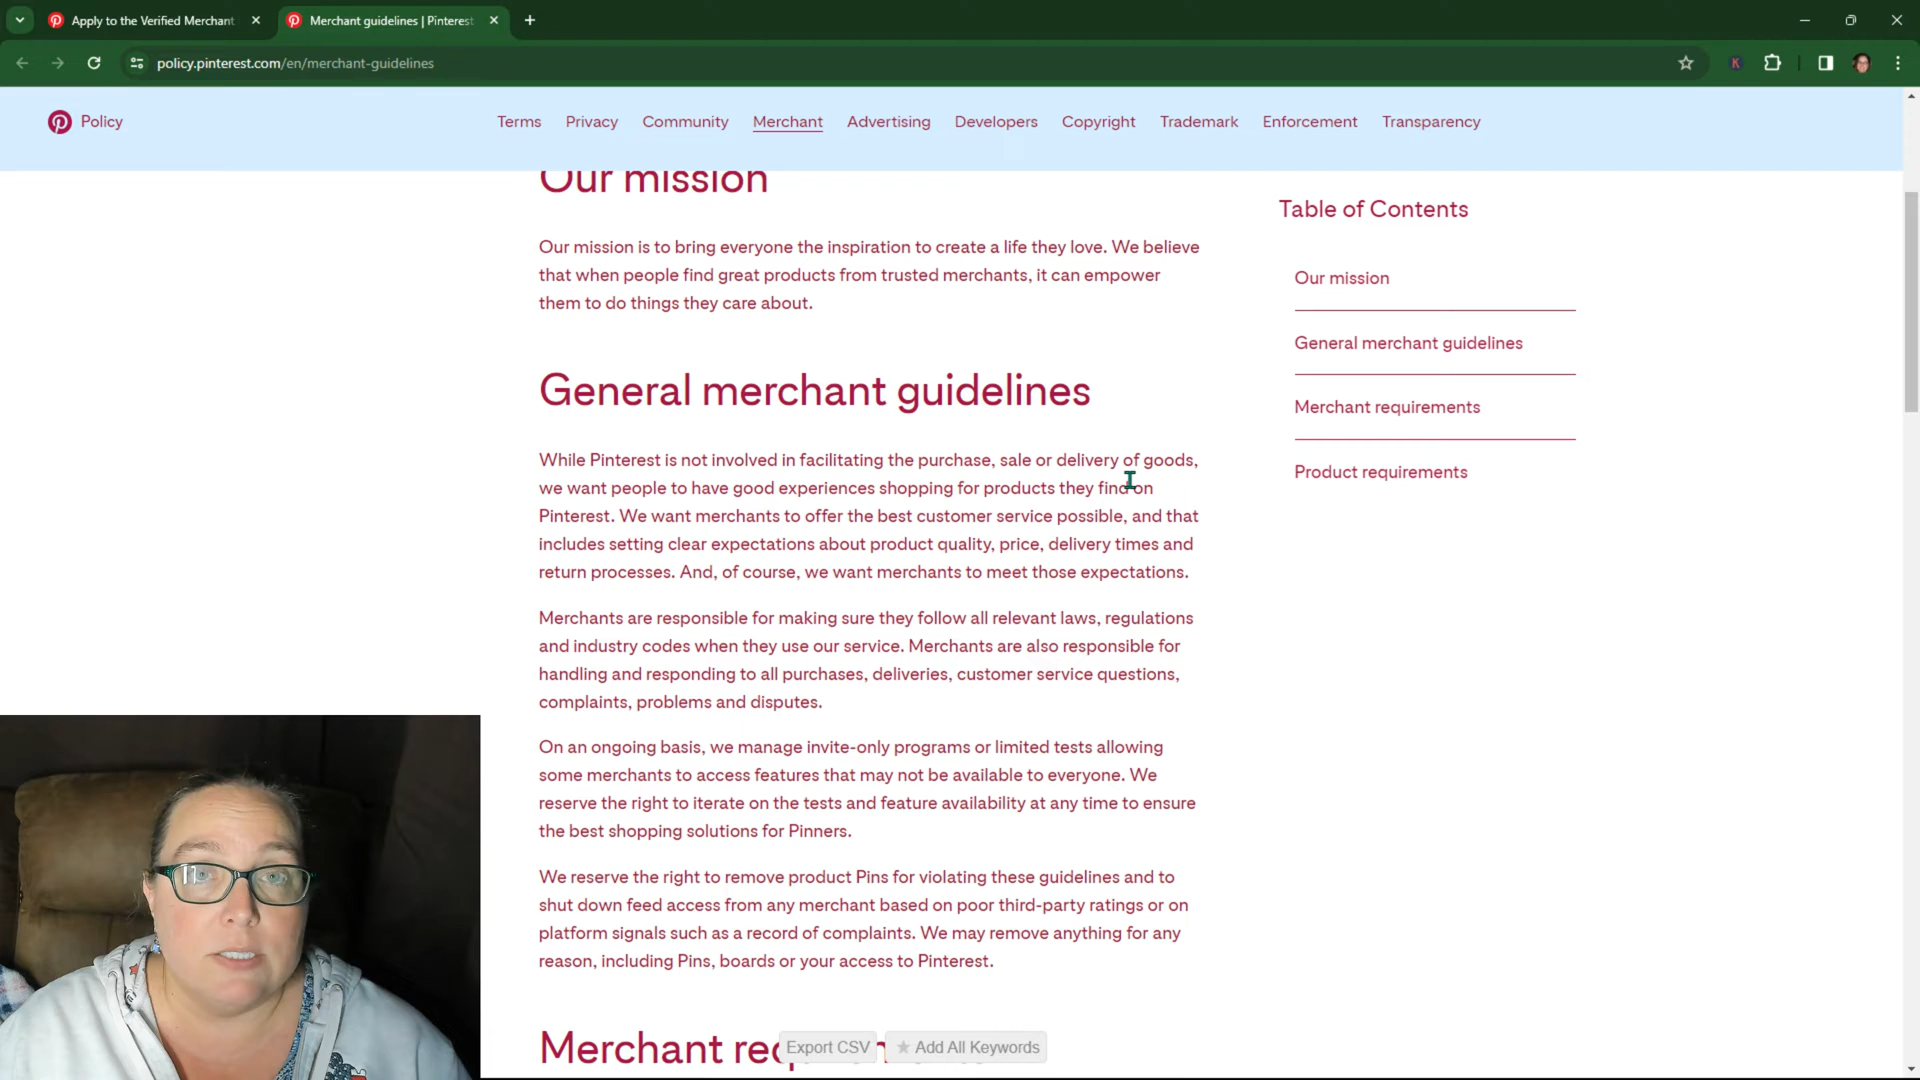 Apply to the Verified Merchant
Merchant guidelines | Pinterest
policy.pinterest.com/en/merchant-guidelines
K
Policy
Terms
Privacy
Community
Merchant
Advertising
Developers
Copyright
Trademark
Enforcement
Transparency
Our mission
Our mission is to bring everyone the inspiration to create a life they love. We believe
that when people find great products from trusted merchants, it can empower
them to do things they care about.
General merchant guidelines
While Pinterest is not involved in facilitating the purchase, sale or delivery of goods,
we want people to have good experiences shopping for products they find on
Pinterest. We want merchants to offer the best customer service possible, and that
includes setting clear expectations about product quality, price, delivery times and
return processes. And, of course, we want merchants to meet those expectations.
Merchants are responsible for making sure they follow all relevant laws, regulations
and industry codes when they use our service. Merchants are also responsible for
handling and responding to all purchases, deliveries, customer service questions,
complaints, problems and disputes.
On an ongoing basis, we manage invite-only programs or limited tests allowing
some merchants to access features that may not be available to everyone. We
reserve the right to iterate on the tests and feature availability at any time to ensure
the best shopping solutions for Pinners.
We reserve the right to remove product Pins for violating these guidelines and to
shut down feed access from any merchant based on poor third-party ratings or on
platform signals such as a record of complaints. We may remove anything for any
reason, including Pins, boards or your access to Pinterest.
Merchant
Export CSV
Add All Keywords
Table of Contents
Our mission
General merchant guidelines
Merchant requirements
Product requirements